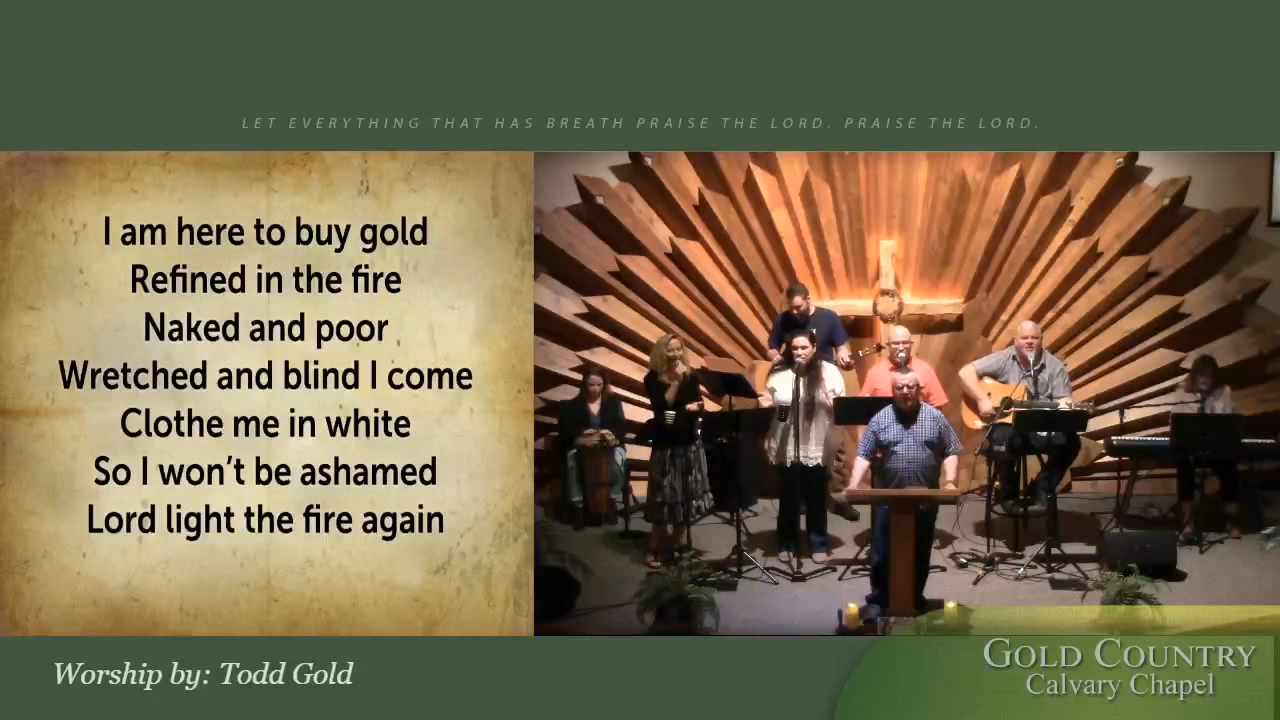 LET EVERYTHING THAT HAS BREATH PRAISE THE LORD. PRAISE THE LORD.
I am here to buy gold
Refined in the fire
Naked and poor
Wretched and blind I come
Clothe me in white
So I won't be ashamed
Lord light the fire again
Worship by: Todd Gold
GOLD COUNTRY
Calvary Chapel